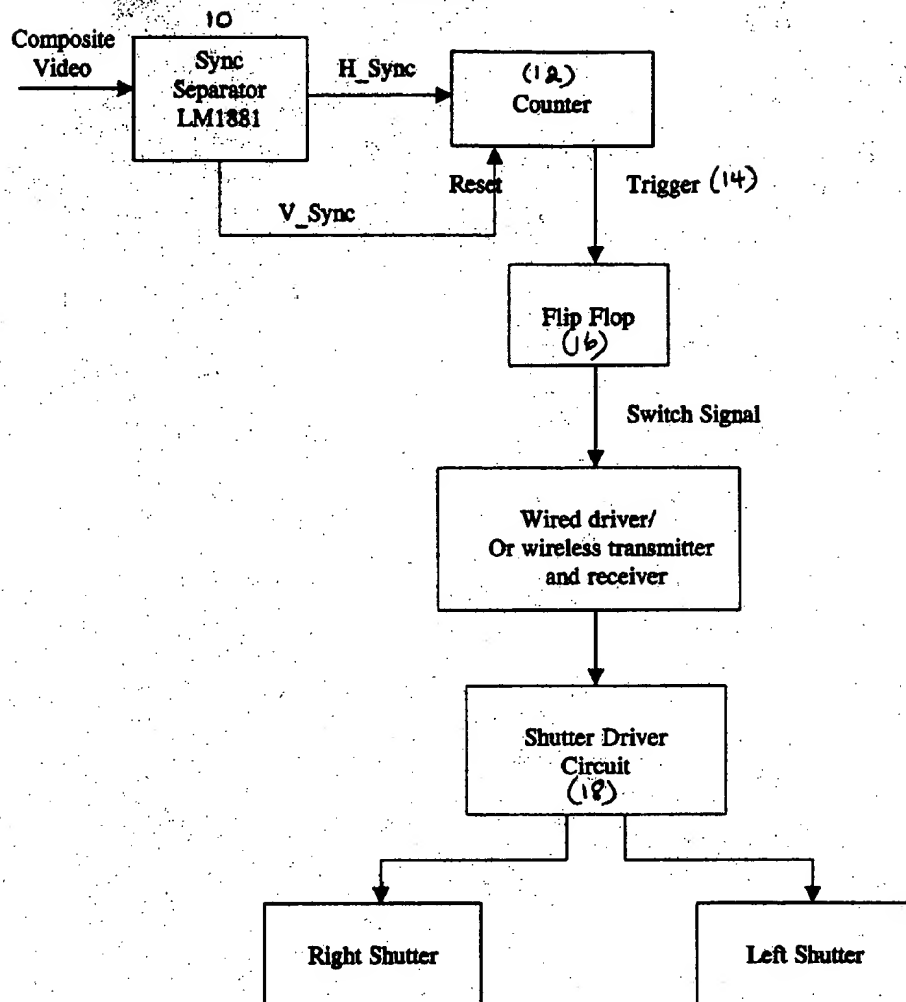 10
Composite
Video
Sync
Separator
LM1881
H_Sync
(12)
Counter
V_Sync
Reset
Trigger (14)
Flip Flop
(16)
Switch Signal
Wired driver/
Or wireless transmitter
and receiver
Shutter Driver
Circuit
(18)
Right Shutter
Left Shutter